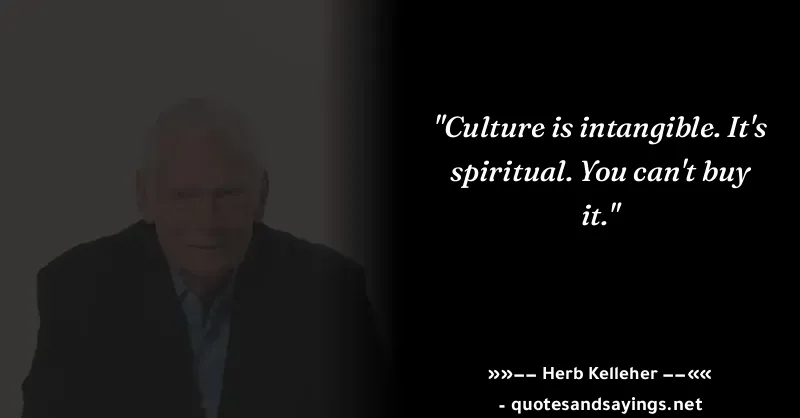 "Culture is intangible. It's
spiritual. You can't buy
it."
»»−− Herb Kelleher −−««
- quotesandsayings.net